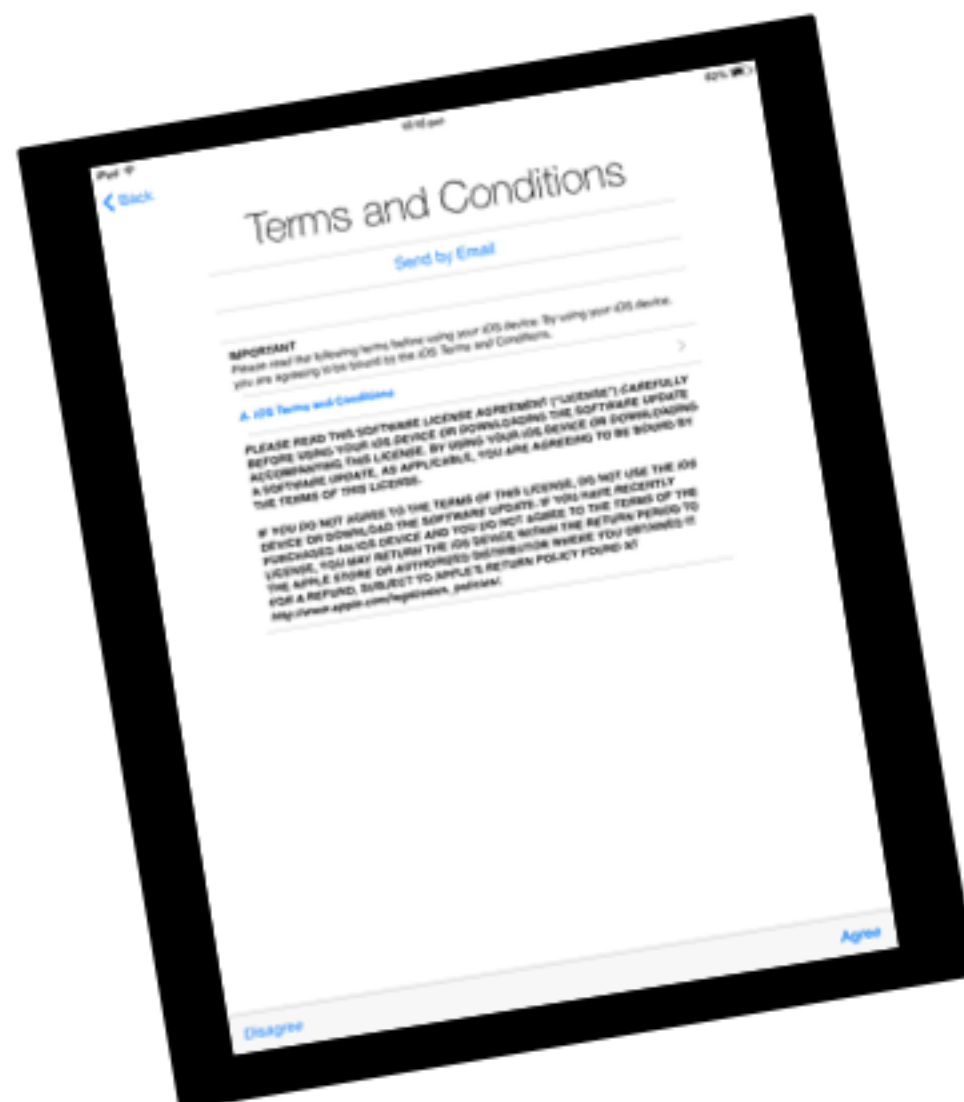 iPad
Back
Terms and Conditions
Send by Email
IMPORTANT
Please read the following terms before using your iOS device. By using your iOS device,
you are agreeing to be bound by the iOS Terms and Conditions.
A. iOS Terms and Conditions
PLEASE READ THIS SOFTWARE LICENSE AGREEMENT ("LICENSE") CAREFULLY
BEFORE USING YOUR iOS DEVICE OR DOWNLOADING THE SOFTWARE UPDATE
ACCOMPANYING THIS LICENSE. BY USING YOUR iOS DEVICE OR DOWNLOADING
A SOFTWARE UPDATE, AS APPLICABLE, YOU ARE AGREEING TO BE BOUND BY
THE TERMS OF THIS LICENSE.
IF YOU DO NOT AGREE TO THE TERMS OF THIS LICENSE, DO NOT USE THE iOS
DEVICE OR DOWNLOAD THE SOFTWARE UPDATE. IF YOU HAVE RECENTLY
PURCHASED AN iOS DEVICE AND YOU DO NOT AGREE TO THE TERMS OF THE
LICENSE, YOU MAY RETURN THE iOS DEVICE WITHIN THE RETURN PERIOD TO
THE APPLE STORE OR AUTHORIZED DISTRIBUTOR WHERE YOU OBTAINED IT
FOR A REFUND, SUBJECT TO APPLE'S RETURN POLICY FOUND AT
Disagree
Agree